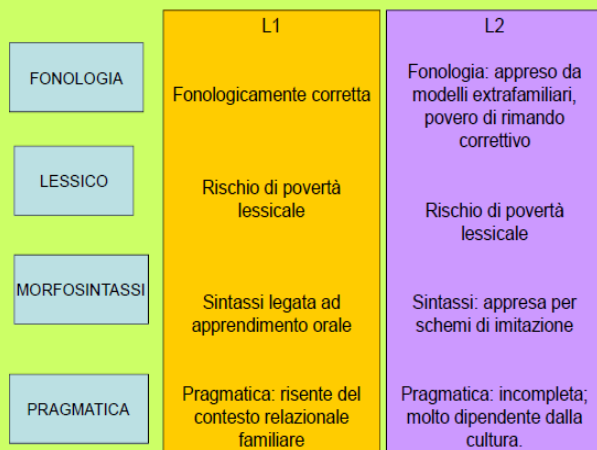 L1
L2
FONOLOGIA
Fonologicamente corretta
Fonologia: appreso da
modelli extrafamiliari,
povero di rimando
correttivo
LESSICO
Rischio di povertà
lessicale
Rischio di povertà
lessicale
MORFOSINTASSI
Sintassi legata ad
apprendimento orale
Sintassi: appresa per
schemi di imitazione
PRAGMATICA
Pragmatica: risente del
contesto relazionale
familiare
Pragmatica: incompleta;
molto dipendente dalla
cultura.